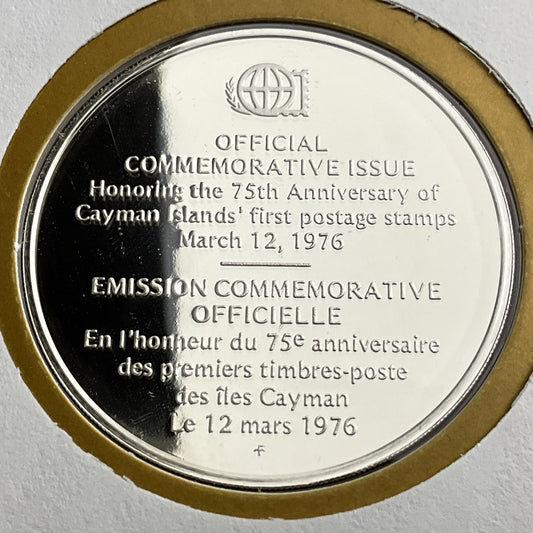 OFFICIAL
COMMEMORATIVE ISSUE
Honoring the 75th Anniversary of
Cayman Islands' first postage stamps
March 12, 1976
EMISSION COMMEMORATIVE
OFFICIELLE
En l'honneur du 75e anniversaire
des premiers timbres-poste
des îles Cayman
Le 12 mars 1976